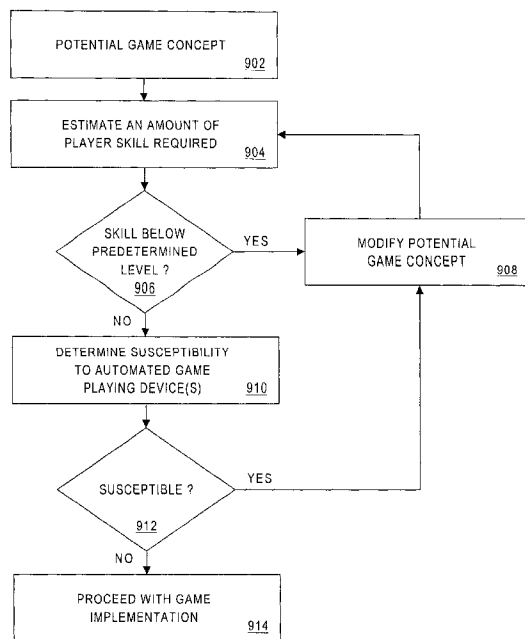 POTENTIAL GAME CONCEPT
902
ESTIMATE AN AMOUNT OF
PLAYER SKILL REQUIRED
904
SKILL BELOW
PREDETERMINED
LEVEL ?
906
YES
MODIFY POTENTIAL
GAME CONCEPT
908
NO
DETERMINE SUSCEPTIBILITY
TO AUTOMATED GAME
PLAYING DEVICE(S)
910
SUSCEPTIBLE ?
912
YES
NO
PROCEED WITH GAME
IMPLEMENTATION
914